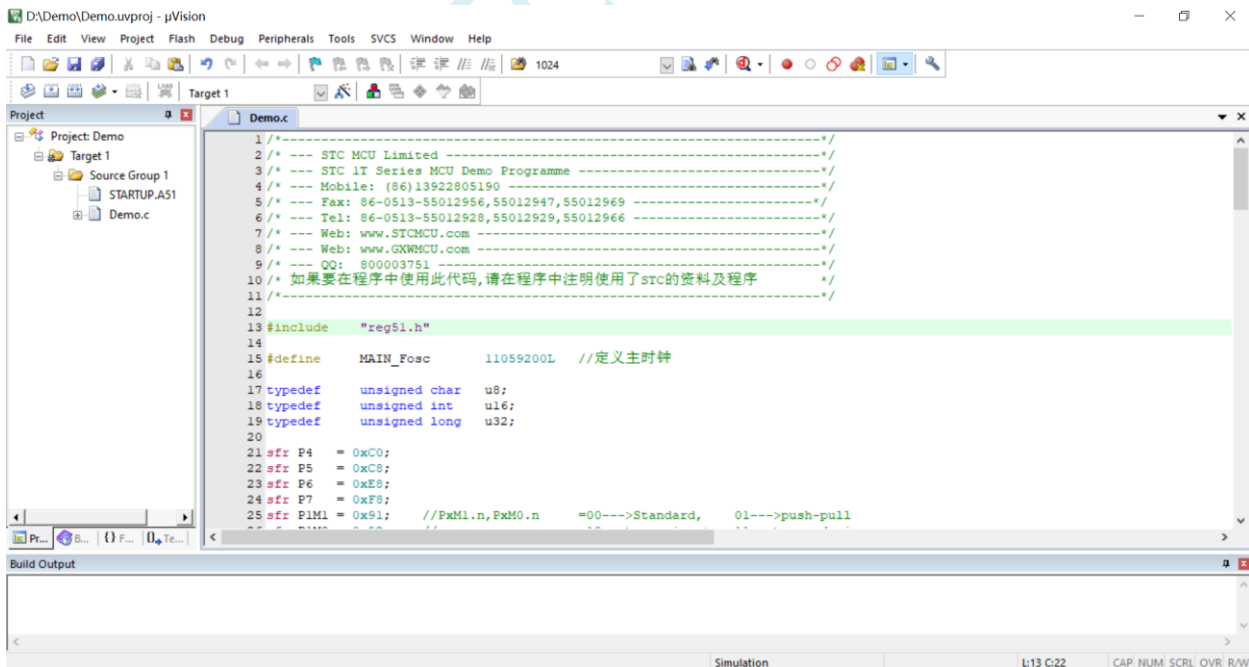 D:\Demo\Demo.uvproj - µVision
File Edit View Project Flash Debug Peripherals Tools SVCS Window Help
1024
LOAD
Target 1
Project
Project: Demo
Target 1
Source Group 1
STARTUP.A51
Demo.c
Pr... B... {} F... Te...
Demo.c
1 /*---------------------------------------------------------------------*/
2 /* --- STC MCU Limited ------------------------------------------------*/
3 /* --- STC 1T Series MCU Demo Programme -------------------------------*/
4 /* --- Mobile: (86)13922805190 ----------------------------------------*/
5 /* --- Fax: 86-0513-55012956,55012947,55012969 ------------------------*/
6 /* --- Tel: 86-0513-55012928,55012929,55012966 ------------------------*/
7 /* --- Web: www.STCMCU.com --------------------------------------------*/
8 /* --- Web: www.GXWMCU.com --------------------------------------------*/
9 /* --- QQ: 800003751 -------------------------------------------------*/
10 /* 如果要在程序中使用此代码,请在程序中注明使用了STC的资料及程序 */
11 /*---------------------------------------------------------------------*/
12
13 #include "reg51.h"
14
15 #define MAIN_Fosc 11059200L //定义主时钟
16
17 typedef unsigned char u8;
18 typedef unsigned int u16;
19 typedef unsigned long u32;
20
21 sfr P4 = 0xC0;
22 sfr P5 = 0xC8;
23 sfr P6 = 0xE8;
24 sfr P7 = 0xF8;
25 sfr P1M1 = 0x91; //PxM1.n,PxM0.n =00--->Standard, 01--->push-pull
Build Output
Simulation L:13 C:22 CAP NUM SCRL OVR R/W